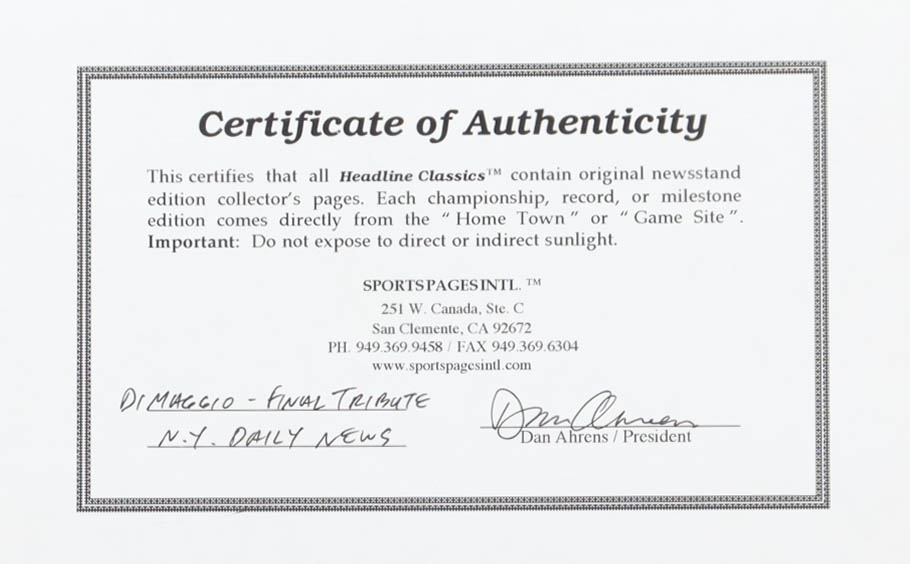 Certificate of Authenticity
This certifies that all Headline Classics™ contain original newsstand
edition collector's pages. Each championship, record, or milestone
edition comes directly from the "Home Town" or "Game Site".
Important: Do not expose to direct or indirect sunlight.
SPORTSPAGESINTL. ™
251 W. Canada, Ste. C
San Clemente, CA 92672
PH. 949.369.9458 / FAX 949.369.6304
www.sportspagesintl.com
DIMAGGIO - FINAL TRIBUTE
N.Y. DAILY NEWS
Dan Ahrens
Dan Ahrens / President